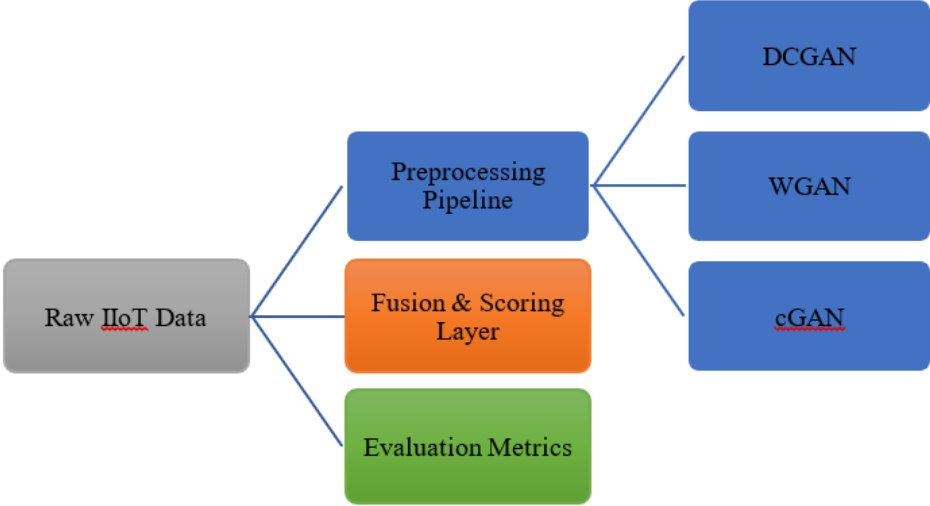 Raw IIoT Data
Preprocessing
Pipeline
Fusion & Scoring
Layer
Evaluation Metrics
DCGAN
WGAN
cGAN